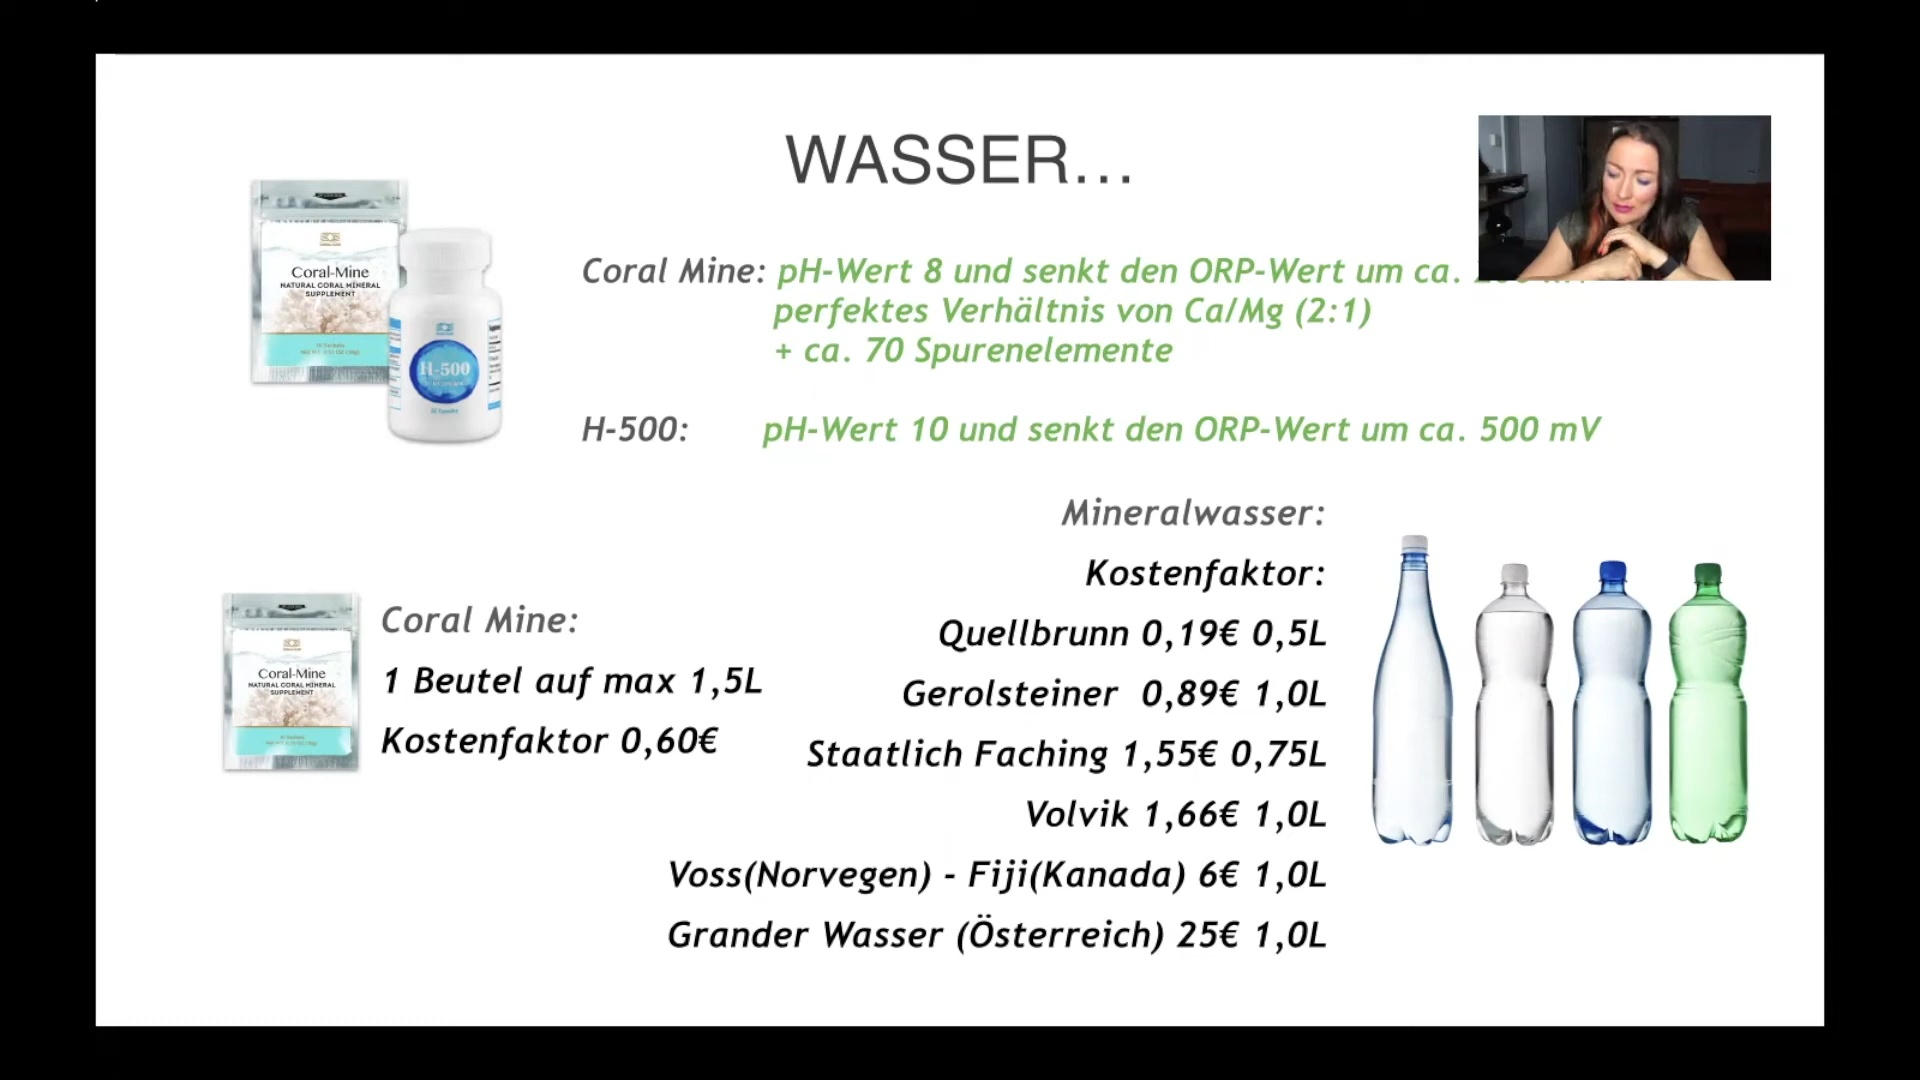 WASSER...
Coral-Mine
NATURAL CORAL MINERAL
SUPPLEMENT
H-500
Coral Mine: pH-Wert 8 und senkt den ORP-Wert um ca.
perfektes Verhältnis von Ca/Mg (2:1)
+ ca. 70 Spurenelemente
H-500: pH-Wert 10 und senkt den ORP-Wert um ca. 500 mV
Mineralwasser:
Kostenfaktor:
Quellbrunn 0,19€ 0,5L
Gerolsteiner 0,89€ 1,0L
Staatlich Faching 1,55€ 0,75L
Volvik 1,66€ 1,0L
Voss(Norvegen) - Fiji(Kanada) 6€ 1,0L
Grander Wasser (Österreich) 25€ 1,0L
Coral-Mine
NATURAL CORAL MINERAL
SUPPLEMENT
Coral Mine:
1 Beutel auf max 1,5L
Kostenfaktor 0,60€